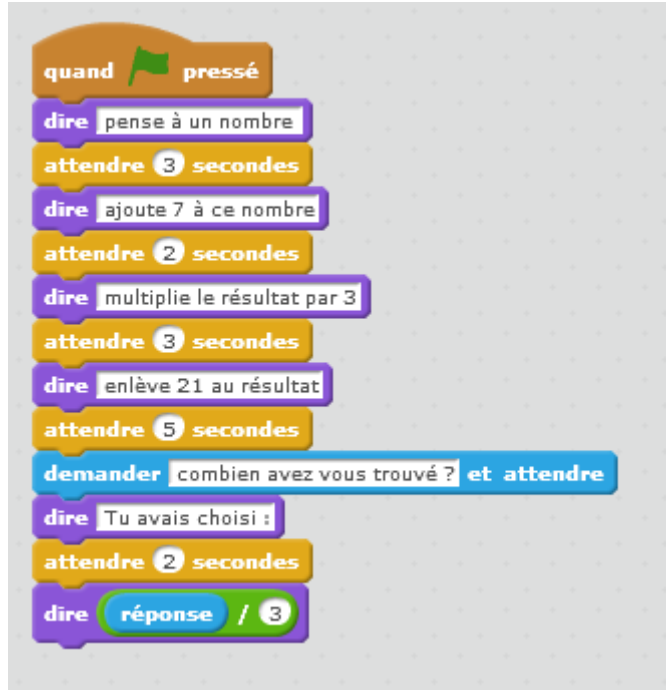 quand pressé
dire pense à un nombre
attendre 3 secondes
dire ajoute 7 à ce nombre
attendre 2 secondes
dire multiplie le résultat par 3
attendre 3 secondes
dire enlève 21 au résultat
attendre 5 secondes
demander combien avez vous trouvé ? et attendre
dire Tu avais choisi :
attendre 2 secondes
dire réponse / 3